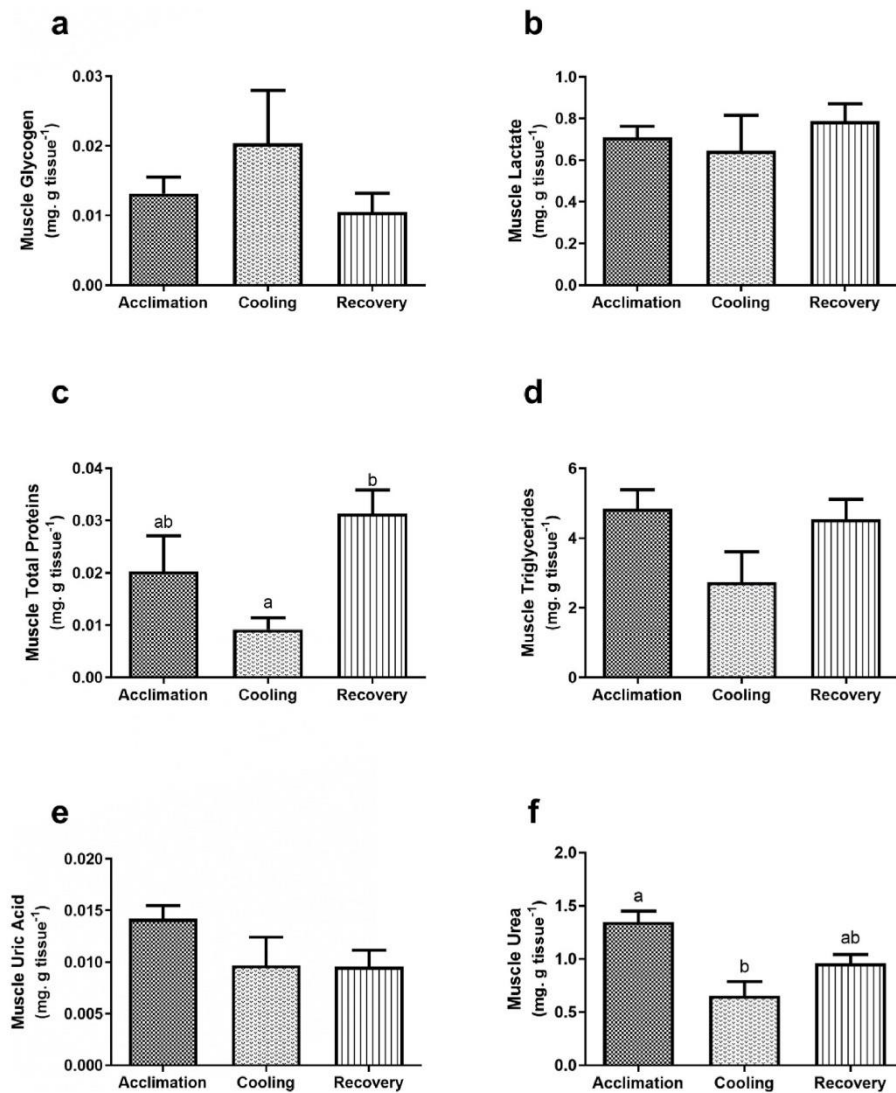 a
Muscle Glycogen
(mg. g tissue⁻¹)
0.03
0.02
0.01
0.00
Acclimation Cooling Recovery
b
Muscle Lactate
(mg. g tissue⁻¹)
1.0
0.8
0.6
0.4
0.2
0.0
Acclimation Cooling Recovery
c
Muscle Total Proteins
(mg. g tissue⁻¹)
0.04
0.03
0.02
0.01
0.00
ab
a
b
Acclimation Cooling Recovery
d
Muscle Triglycerides
(mg. g tissue⁻¹)
6
4
2
0
Acclimation Cooling Recovery
e
Muscle Uric Acid
(mg. g tissue⁻¹)
0.020
0.015
0.010
0.005
0.000
Acclimation Cooling Recovery
f
Muscle Urea
(mg. g tissue⁻¹)
2.0
1.5
1.0
0.5
0.0
a
b
ab
Acclimation Cooling Recovery